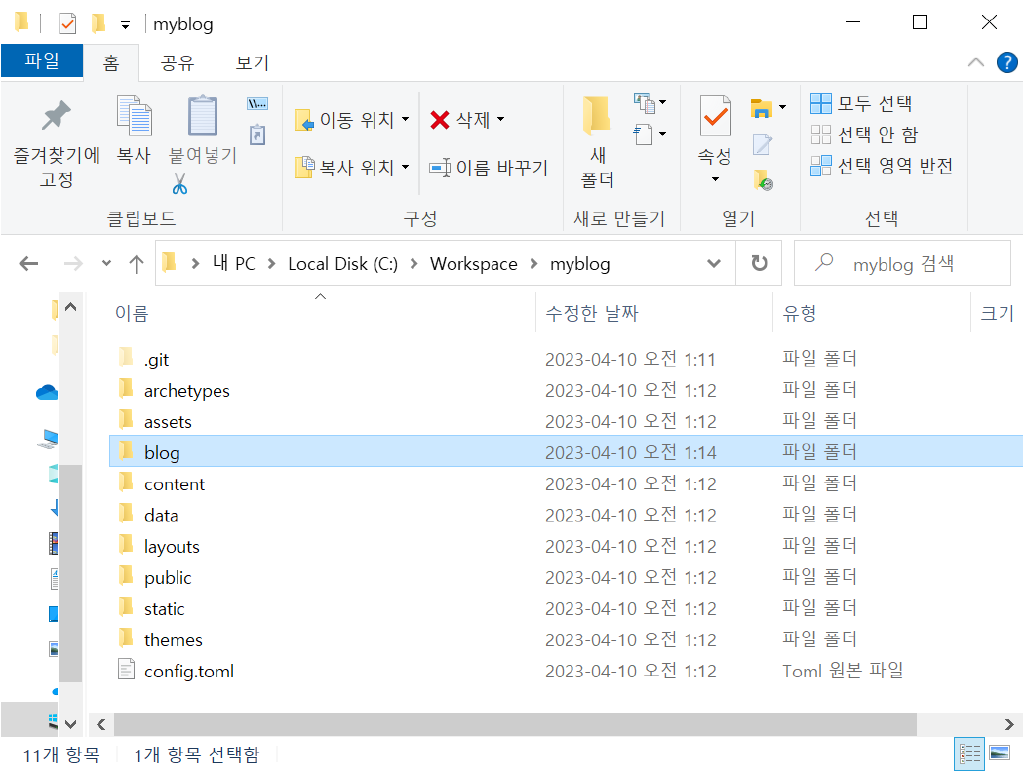 myblog
파일 홈 공유 보기
즐겨찾기에 고정
복사
붙여넣기
이동 위치
복사 위치
삭제
이름 바꾸기
새 폴더
속성
모두 선택
선택 안 함
선택 영역 반전
클립보드 구성 새로 만들기 열기 선택
내 PC Local Disk (C:) Workspace myblog
myblog 검색
이름 수정한 날짜 유형 크기
.git 2023-04-10 오전 1:11 파일 폴더
archetypes 2023-04-10 오전 1:12 파일 폴더
assets 2023-04-10 오전 1:12 파일 폴더
blog 2023-04-10 오전 1:14 파일 폴더
content 2023-04-10 오전 1:12 파일 폴더
data 2023-04-10 오전 1:12 파일 폴더
layouts 2023-04-10 오전 1:12 파일 폴더
public 2023-04-10 오전 1:12 파일 폴더
static 2023-04-10 오전 1:12 파일 폴더
themes 2023-04-10 오전 1:12 파일 폴더
config.toml 2023-04-10 오전 1:12 Toml 원본 파일
11개 항목 1개 항목 선택함